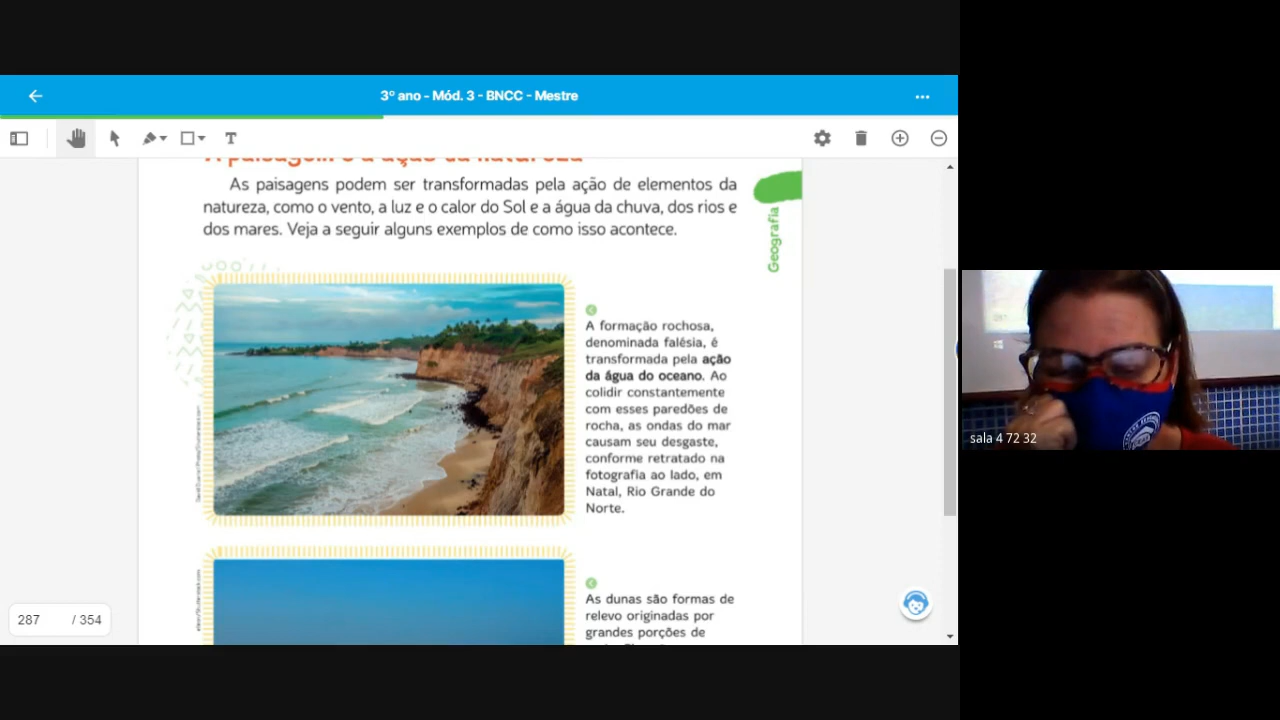 3º ano - Mód. 3 - BNCC - Mestre
T
A paisagem e a ação da natureza
As paisagens podem ser transformadas pela ação de elementos da
natureza, como o vento, a luz e o calor do Sol e a água da chuva, dos rios e
dos mares. Veja a seguir alguns exemplos de como isso acontece.
Geografia
A formação rochosa,
denominada falésia, é
transformada pela ação
da água do oceano. Ao
colidir constantemente
com esses paredões de
rocha, as ondas do mar
causam seu desgaste,
conforme retratado na
fotografia ao lado, em
Natal, Rio Grande do
Norte.
As dunas são formas de
relevo originadas por
grandes porções de
287 / 354
sala 4 72 32